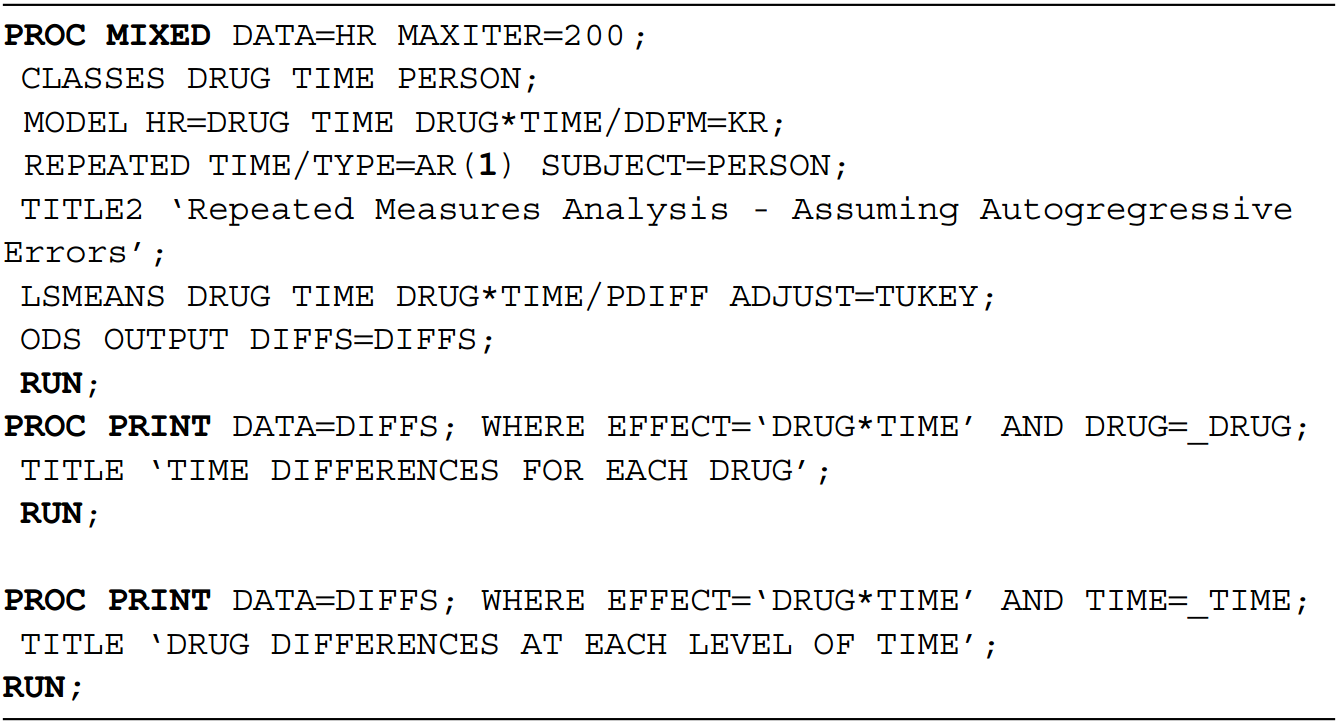 PROC MIXED DATA=HR MAXITER=200;
CLASSES DRUG TIME PERSON;
MODEL HR=DRUG TIME DRUG*TIME/DDFM=KR;
REPEATED TIME/TYPE=AR(1) SUBJECT=PERSON;
TITLE2 ‘Repeated Measures Analysis - Assuming Autogregressive
Errors’;
LSMEANS DRUG TIME DRUG*TIME/PDIFF ADJUST=TUKEY;
ODS OUTPUT DIFFS=DIFFS;
RUN;
PROC PRINT DATA=DIFFS; WHERE EFFECT=‘DRUG*TIME’ AND DRUG=_DRUG;
TITLE ‘TIME DIFFERENCES FOR EACH DRUG’;
RUN;
PROC PRINT DATA=DIFFS; WHERE EFFECT=‘DRUG*TIME’ AND TIME=_TIME;
TITLE ‘DRUG DIFFERENCES AT EACH LEVEL OF TIME’;
RUN;